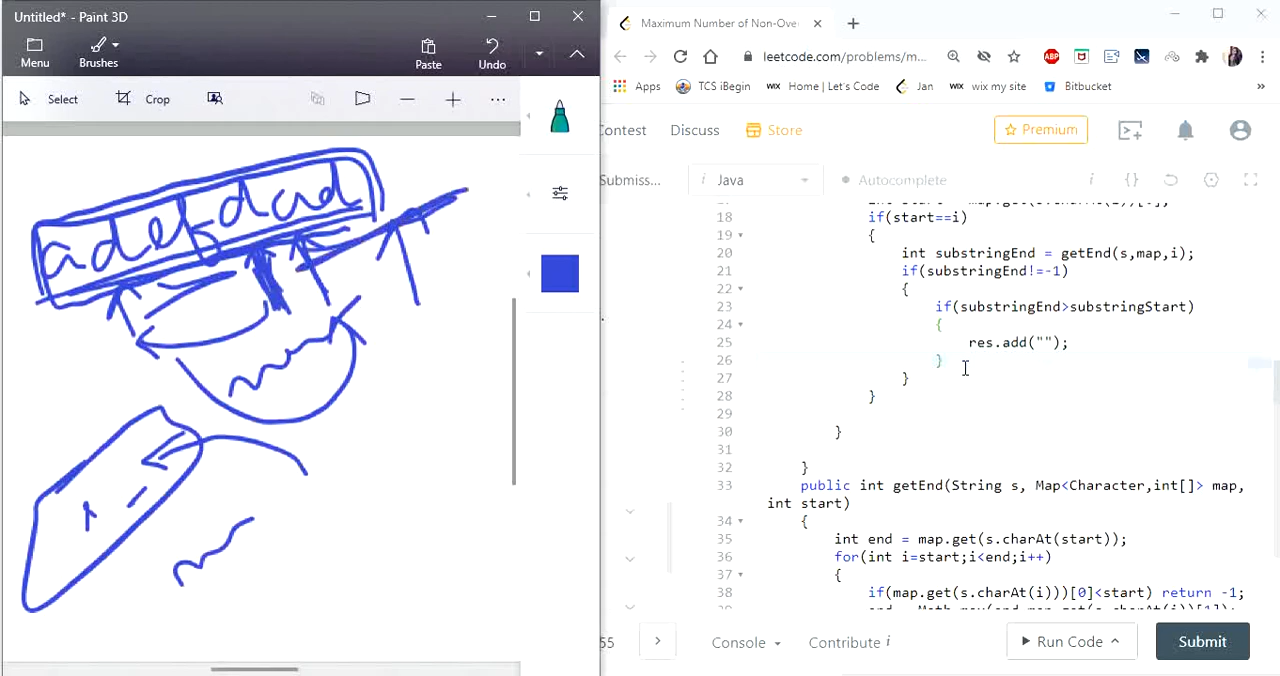 Untitled* - Paint 3D
Menu
Brushes
Paste
Undo
Select
Crop
adefdcad
Maximum Number of Non-Ove
leetcode.com/problems/m...
ABP
Apps
TCS iBegin
WIX Home | Let's Code
Jan
WIX wix my site
Bitbucket
»
Contest
Discuss
Store
Premium
Submiss...
i Java
Autocomplete
i {}
18 if(start==i)
19 {
20 int substringEnd = getEnd(s,map,i);
21 if(substringEnd!=-1)
22 {
23 if(substringEnd>substringStart)
24 {
25 res.add("");
26 }
27 }
28 }
29
30 }
31
32 }
33 public int getEnd(String s, Map<Character,int[]> map,
int start)
34 {
35 int end = map.get(s.charAt(start));
36 for(int i=start;i<end;i++)
37 {
38 if(map.get(s.charAt(i)))[0]<start) return -1;
55
Console
Contribute i
Run Code
Submit